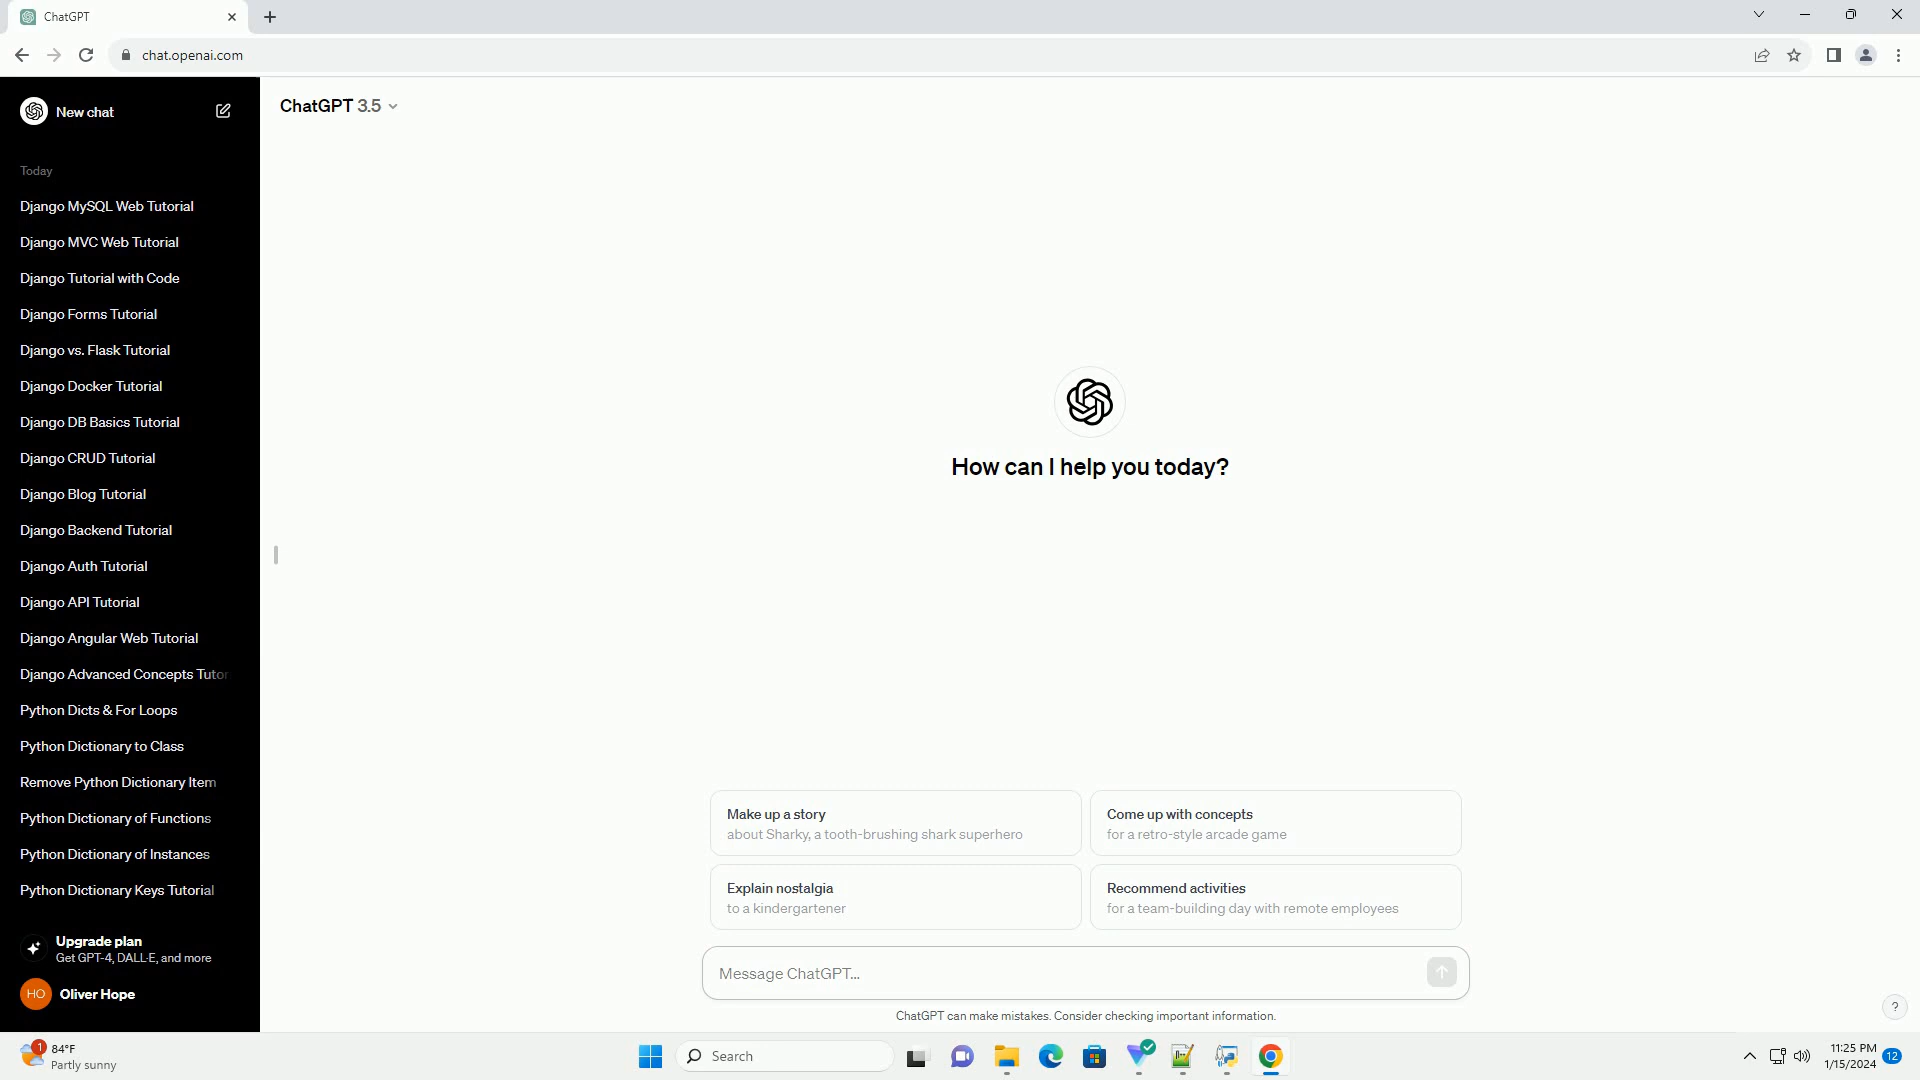 ChatGPT
chat.openai.com
New chat
ChatGPT 3.5
Today
Django MySQL Web Tutorial
Django MVC Web Tutorial
Django Tutorial with Code
Django Forms Tutorial
Django vs. Flask Tutorial
Django Docker Tutorial
Django DB Basics Tutorial
Django CRUD Tutorial
Django Blog Tutorial
Django Backend Tutorial
Django Auth Tutorial
Django API Tutorial
Django Angular Web Tutorial
Django Advanced Concepts Tutor
Python Dicts & For Loops
Python Dictionary to Class
Remove Python Dictionary Item
Python Dictionary of Functions
Python Dictionary of Instances
Python Dictionary Keys Tutorial
Upgrade plan
Get GPT-4, DALL·E, and more
HO Oliver Hope
How can I help you today?
Make up a story
about Sharky, a tooth-brushing shark superhero
Come up with concepts
for a retro-style arcade game
Explain nostalgia
to a kindergartener
Recommend activities
for a team-building day with remote employees
Message ChatGPT...
ChatGPT can make mistakes. Consider checking important information.
?
1
84°F
Partly sunny
Search
11:25 PM
1/15/2024
12